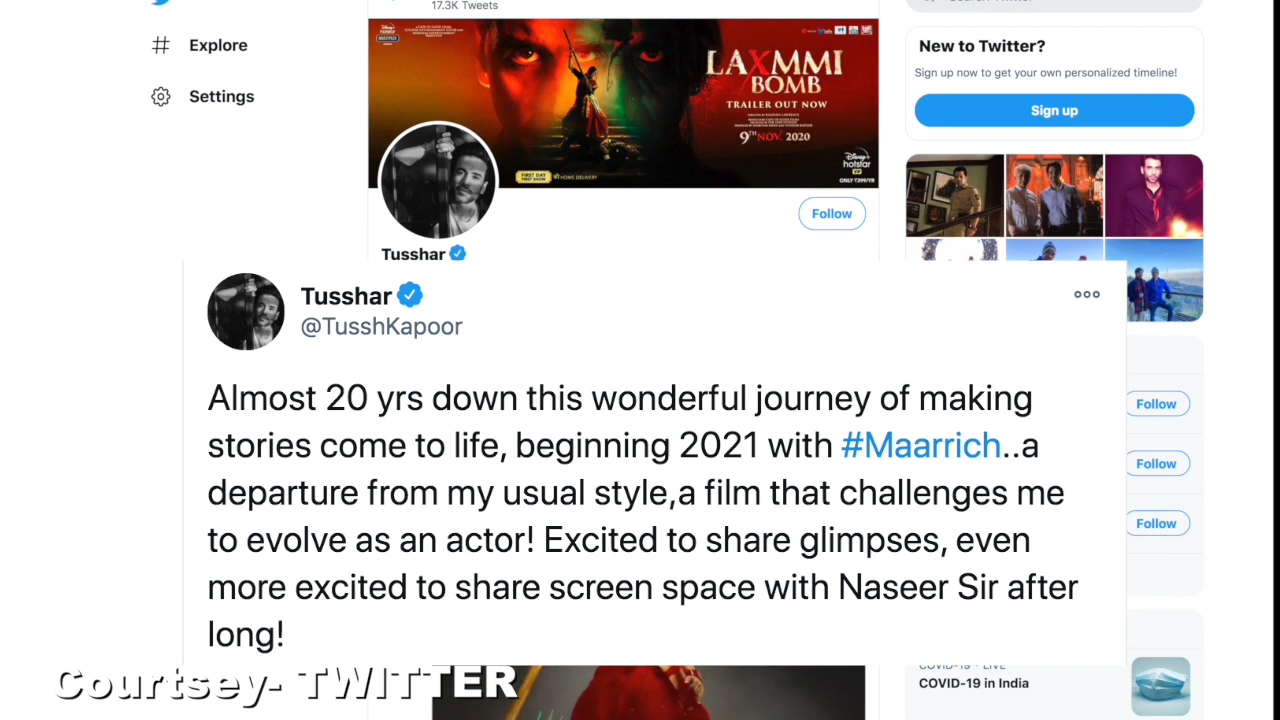 17.3K Tweets
Explore
Settings
LAXMMI
BOMB
TRAILER OUT NOW
9TH NOV. 2020
Disney+
hotstar
VIP
ONLY ₹399/YR
FIRST DAY
FIRST SHOW
HOME DELIVERY
New to Twitter?
Sign up now to get your own personalized timeline!
Sign up
Follow
Tusshar
Tusshar
@TusshKapoor
Almost 20 yrs down this wonderful journey of making
stories come to life, beginning 2021 with #Maarrich..a
departure from my usual style,a film that challenges me
to evolve as an actor! Excited to share glimpses, even
more excited to share screen space with Naseer Sir after
long!
Follow
Follow
Follow
COVID-19 · LIVE
COVID-19 in India
Courtsey- TWITTER